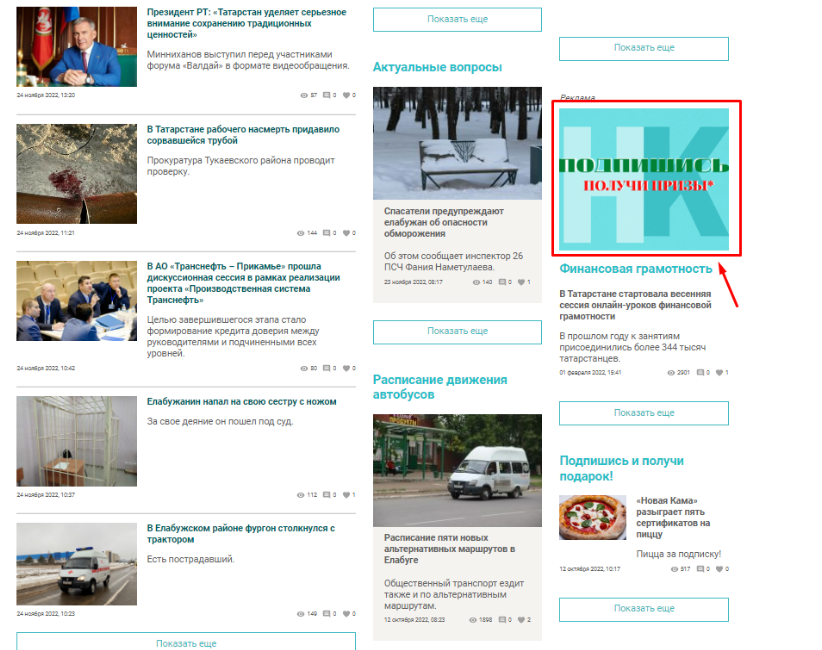 Президент РТ: «Татарстан уделяет серьезное
внимание сохранению традиционных
ценностей»
Минниханов выступил перед участниками
форума «Валдай» в формате видеообращения.
24 ноября 2022, 13:20
57 0 0
В Татарстане рабочего насмерть придавило
сорвавшейся трубой
Прокуратура Тукаевского района проводит
проверку.
24 ноября 2022, 11:21
144 0 0
В АО «Транснефть – Прикамье» прошла
дискуссионная сессия в рамках реализации
проекта «Производственная система
Транснефть»
Целью завершившегося этапа стало
формирование кредита доверия между
руководителями и подчиненными всех
уровней.
24 ноября 2022, 10:42
80 0 0
Елабужанин напал на свою сестру с ножом
За свое деяние он пошел под суд.
24 ноября 2022, 10:37
112 0 1
В Елабужском районе фургон столкнулся с
трактором
Есть пострадавший.
24 ноября 2022, 10:23
149 0 0
Показать еще
Показать еще
Актуальные вопросы
Спасатели предупреждают
елабужан об опасности
обморожения
Об этом сообщает инспектор 26
ПСЧ Фания Наметулаева.
23 ноября 2022, 08:17
140 0 1
Показать еще
Расписание движения
автобусов
Расписание пяти новых
альтернативных маршрутов в
Елабуге
Общественный транспорт ездит
также и по альтернативным
маршрутам.
12 октября 2022, 08:23
1898 0 2
Показать еще
Реклама
НК
ПОДПИШИСЬ
ПОЛУЧИ ПРИЗЫ*
Финансовая грамотность
В Татарстане стартовала весенняя
сессия онлайн-уроков финансовой
грамотности
В прошлом году к занятиям
присоединились более 344 тысяч
татарстанцев.
01 февраля 2022, 15:41
2901 0 1
Показать еще
Подпишись и получи
подарок!
«Новая Кама»
разыграет пять
сертификатов на
пиццу
Пицца за подписку!
12 октября 2022, 10:17
517 0 0
Показать еще